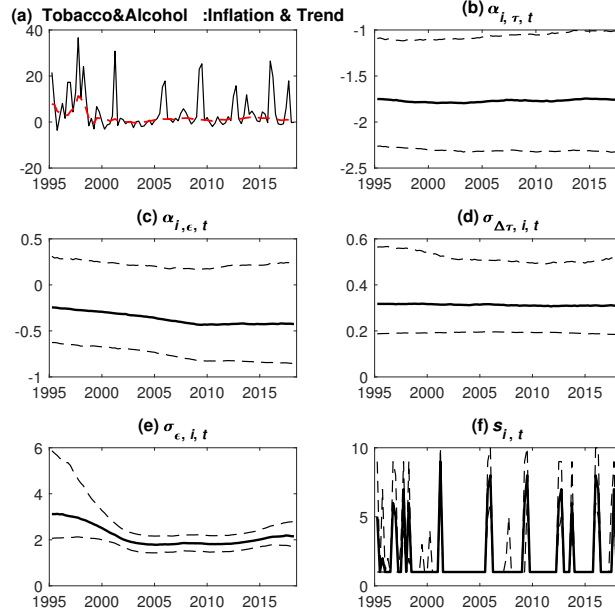 (a) Tobacco&Alcohol :Inflation & Trend
40
20
0
-20
1995 2000 2005 2010 2015
(b) α_{i, τ, t}
-1
-1.5
-2
-2.5
1995 2000 2005 2010 2015
(c) α_{i,ϵ, t}
0.5
0
-0.5
-1
1995 2000 2005 2010 2015
(d) σ_{Δτ, i, t}
0.6
0.4
0.2
0
1995 2000 2005 2010 2015
(e) σ_{ϵ, i, t}
6
4
2
0
1995 2000 2005 2010 2015
(f) s_{i, t}
10
5
0
1995 2000 2005 2010 2015